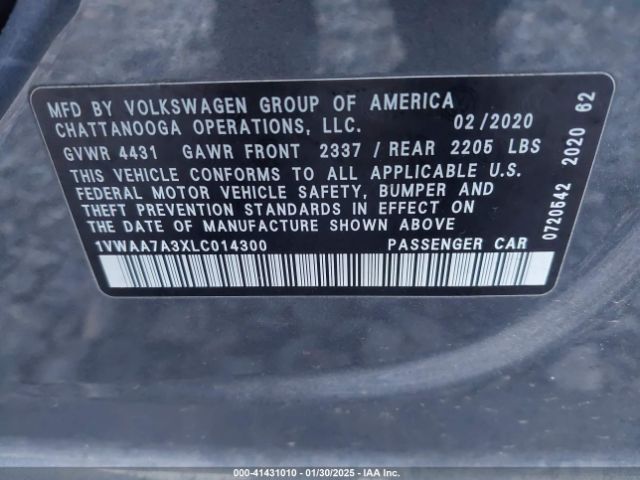 MFD BY VOLKSWAGEN GROUP OF AMERICA
CHATTANOOGA OPERATIONS, LLC. 02/2020
GVWR 4431 GAWR FRONT 2337 / REAR 2205 LBS
THIS VEHICLE CONFORMS TO ALL APPLICABLE U.S.
FEDERAL MOTOR VEHICLE SAFETY, BUMPER AND
THEFT PREVENTION STANDARDS IN EFFECT ON
THE DATE OF MANUFACTURE SHOWN ABOVE
1VWAA7A3XLC014300 PASSENGER CAR
0720542 2020 62
00-41431010 · 01/30/2025 · IAA Inc.